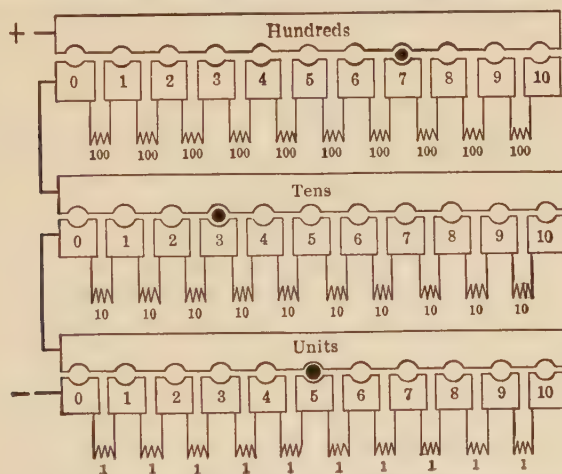 + Hundreds
0 1 2 3 4 5 6 7 8 9 10
100 100 100 100 100 100 100 100 100 100
Tens
0 1 2 3 4 5 6 7 8 9 10
10 10 10 10 10 10 10 10 10 10
Units
− 0 1 2 3 4 5 6 7 8 9 10
1 1 1 1 1 1 1 1 1 1